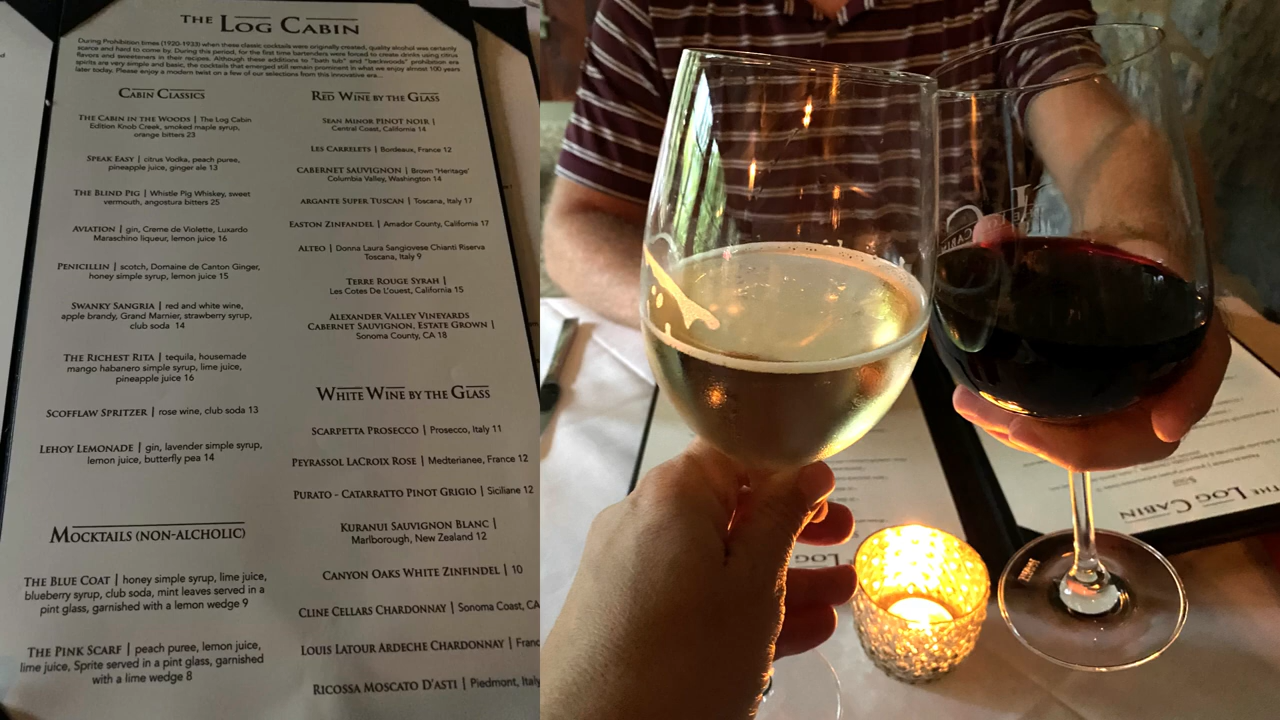 THE LOG CABIN
During Prohibition times (1920-1933) when these classic cocktails were originally created, quality alcohol was certainly
scarce and hard to come by. During this period, for the first time bartenders were forced to create drinks using citrus
flavors and sweeteners in their recipes. Although these additions to "bath tub" and "backwoods" prohibition era
spirits are very simple and basic, the cocktails that emerged still remain prominent in what we enjoy almost 100 years
later today. Please enjoy a modern twist on a few of our selections from this innovative era...
CABIN CLASSICS
THE CABIN IN THE WOODS | The Log Cabin
Edition Knob Creek, smoked maple syrup,
orange bitters 23
SPEAK EASY | citrus Vodka, peach puree,
pineapple juice, ginger ale 13
THE BLIND PIG | Whistle Pig Whiskey, sweet
vermouth, angostura bitters 25
AVIATION | gin, Creme de Violette, Luxardo
Maraschino liqueur, lemon juice 16
PENICILLIN | scotch, Domaine de Canton Ginger,
honey simple syrup, lemon juice 15
SWANKY SANGRIA | red and white wine,
apple brandy, Grand Marnier, strawberry syrup,
club soda 14
THE RICHEST RITA | tequila, housemade
mango habanero simple syrup, lime juice,
pineapple juice 16
SCOFFLAW SPRITZER | rose wine, club soda 13
LEHOY LEMONADE | gin, lavender simple syrup,
lemon juice, butterfly pea 14
MOCKTAILS (NON-ALCHOLIC)
THE BLUE COAT | honey simple syrup, lime juice,
blueberry syrup, club soda, mint leaves served in a
pint glass, garnished with a lemon wedge 9
THE PINK SCARF | peach puree, lemon juice,
lime juice, Sprite served in a pint glass, garnished
with a lime wedge 8
RED WINE BY THE GLASS
SEAN MINOR PINOT NOIR |
Central Coast, California 14
LES CARRELETS | Bordeaux, France 12
CABERNET SAUVIGNON | Brown 'Heritage'
Columbia Valley, Washington 14
ARGANTE SUPER TUSCAN | Toscana, Italy 17
EASTON ZINFANDEL | Amador County, California 17
ALTEO | Donna Laura Sangiovese Chianti Riserva
Toscana, Italy 9
TERRE ROUGE SYRAH |
Les Cotes De L'ouest, California 15
ALEXANDER VALLEY VINEYARDS
CABERNET SAUVIGNON, ESTATE GROWN |
Sonoma County, CA 18
WHITE WINE BY THE GLASS
SCARPETTA PROSECCO | Prosecco, Italy 11
PEYRASSOL LACROIX ROSE | Medterianee, France 12
PURATO - CATARRATTO PINOT GRIGIO | Siciliane 12
KURANUI SAUVIGNON BLANC |
Marlborough, New Zealand 12
CANYON OAKS WHITE ZINFINDEL | 10
CLINE CELLARS CHARDONNAY | Sonoma Coast, CA
LOUIS LATOUR ARDECHE CHARDONNAY | Franc
RICOSSA MOSCATO D'ASTI | Piedmont, Italy
THE LOG CABIN